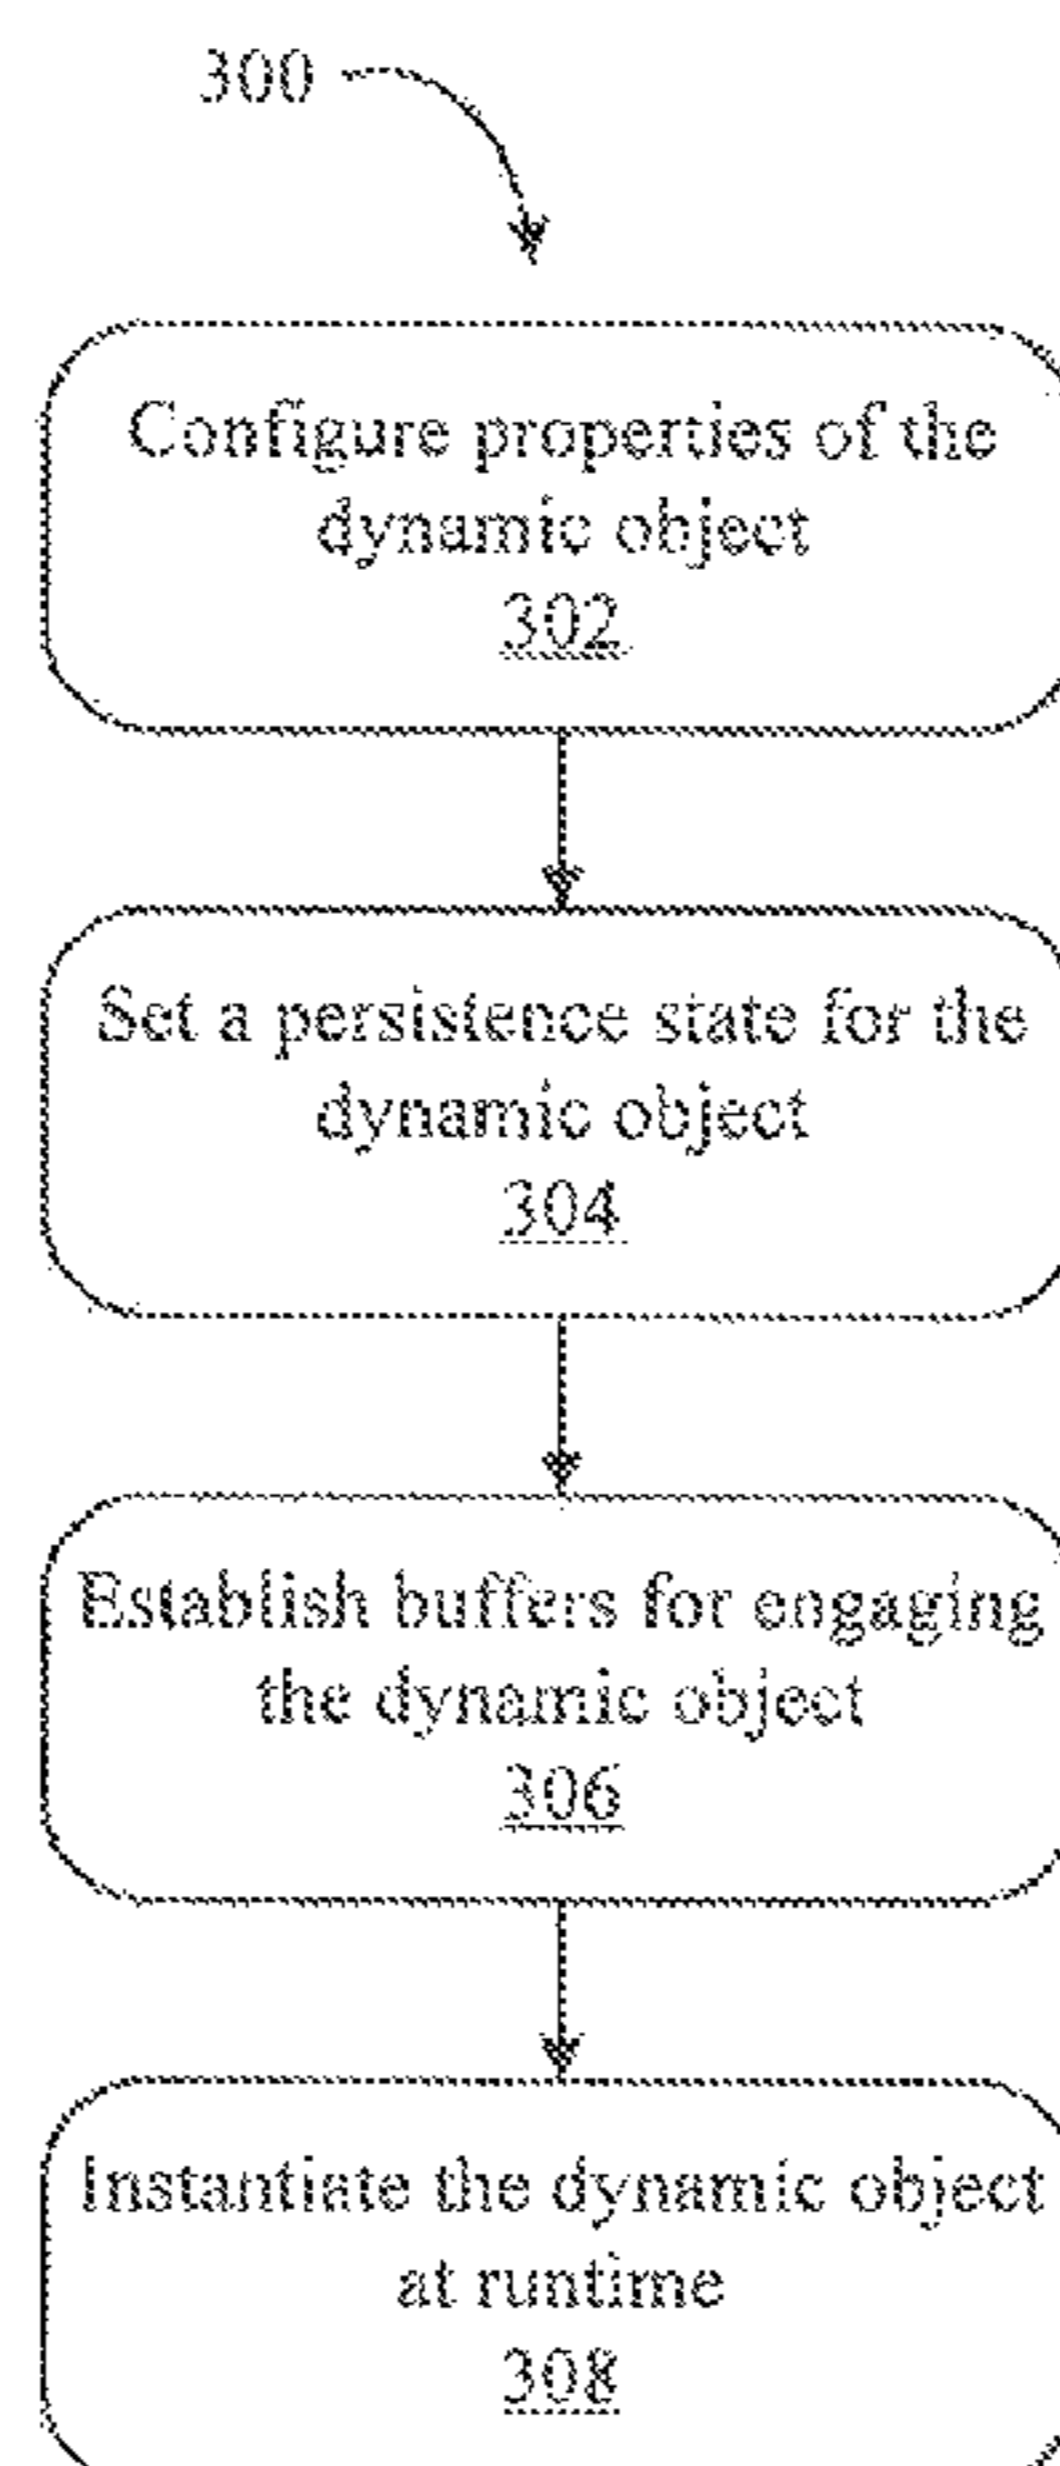 300
Configure properties of the
dynamic object
302
Set a persistence state for the
dynamic object
304
Establish buffers for engaging
the dynamic object
306
Instantiate the dynamic object
at runtime
308